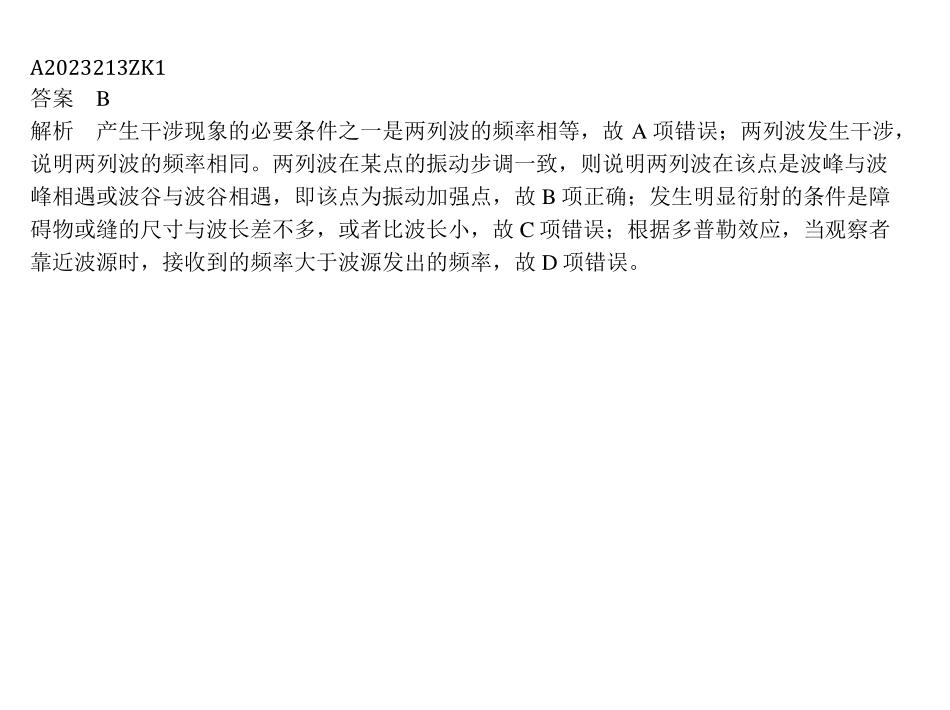 A2023213ZK1
答案 B
解析 产生干涉现象的必要条件之一是两列波的频率相等，故 A 项错误；两列波发生干涉，
说明两列波的频率相同。两列波在某点的振动步调一致，则说明两列波在该点是波峰与波
峰相遇或波谷与波谷相遇，即该点为振动加强点，故 B 项正确；发生明显衍射的条件是障
碍物或缝的尺寸与波长差不多，或者比波长小，故 C 项错误；根据多普勒效应，当观察者
靠近波源时，接收到的频率大于波源发出的频率，故 D 项错误。